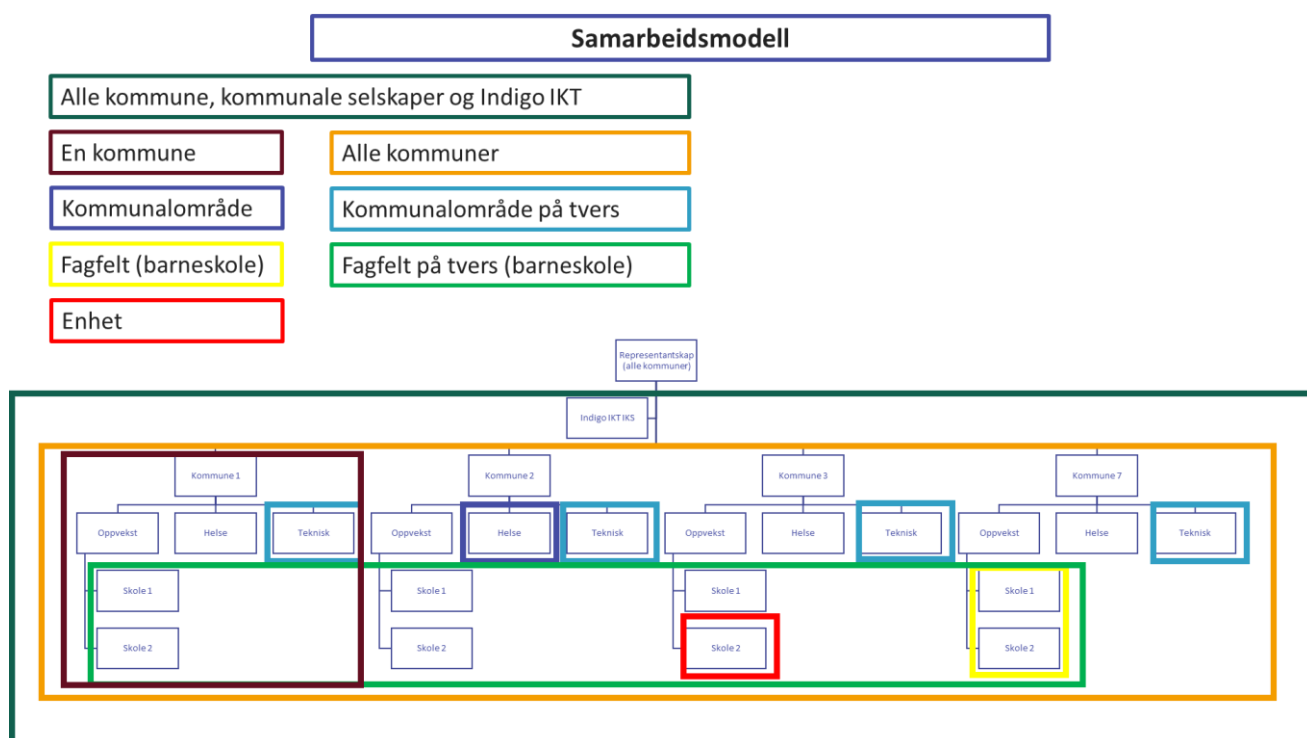 Samarbeidsmodell
Alle kommune, kommunale selskaper og Indigo IKT
En kommune
Alle kommuner
Kommunalområde
Kommunalområde på tvers
Fagfelt (barneskole)
Fagfelt på tvers (barneskole)
Enhet
Representantskap
(alle kommuner)
Indigo IKT IKS
Kommune 1
Kommune 2
Kommune 3
Kommune 7
Oppvekst
Helse
Teknisk
Oppvekst
Helse
Teknisk
Oppvekst
Helse
Teknisk
Oppvekst
Helse
Teknisk
Skole 1
Skole 1
Skole 1
Skole 1
Skole 2
Skole 2
Skole 2
Skole 2